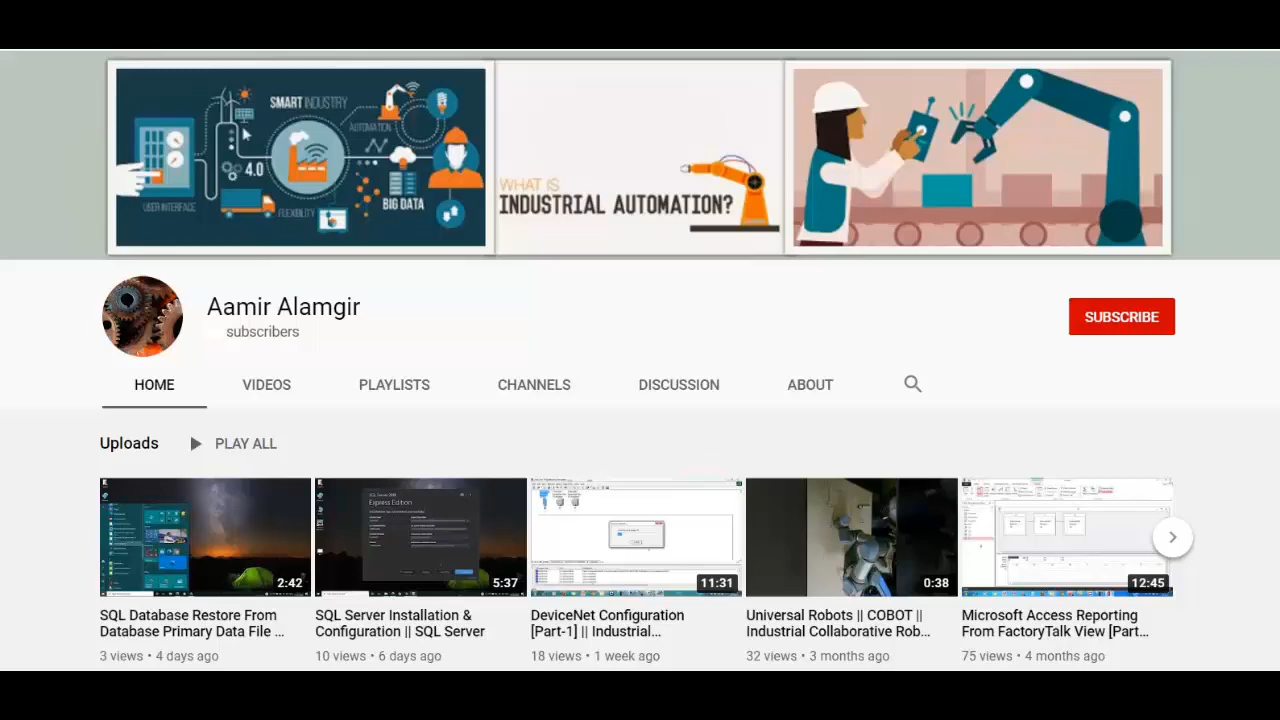 SMART INDUSTRY
AUTOMATION
4.0
USER INTERFACE
FLEXIBILITY
BIG DATA
WHAT IS
INDUSTRIAL AUTOMATION?
Aamir Alamgir
subscribers
SUBSCRIBE
HOME VIDEOS PLAYLISTS CHANNELS DISCUSSION ABOUT
Uploads PLAY ALL
Express Edition
2:42 5:37 11:31 0:38 12:45
SQL Database Restore From
Database Primary Data File ...
3 views • 4 days ago
SQL Server Installation &
Configuration || SQL Server
10 views • 6 days ago
DeviceNet Configuration
[Part-1] || Industrial...
18 views • 1 week ago
Universal Robots || COBOT ||
Industrial Collaborative Rob...
32 views • 3 months ago
Microsoft Access Reporting
From FactoryTalk View [Part...
75 views • 4 months ago